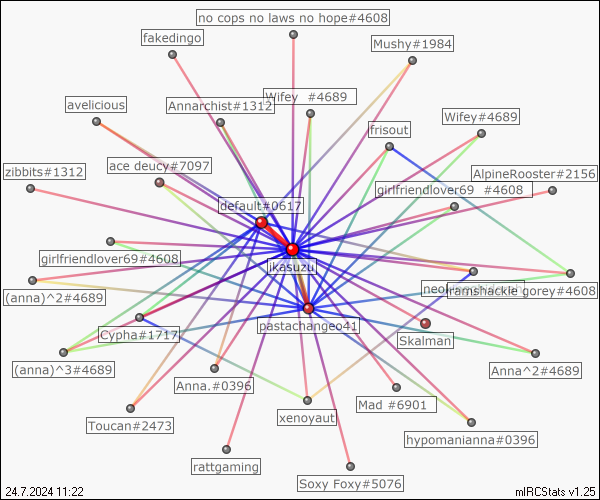 no cops no laws no hope#4608
fakedingo
Mushy#1984
Wifey  #4689
avelicious
Annarchist#1312
Wifey#4689
frisout
zibbits#1312
ace deucy#7097
AlpineRooster#2156
girlfriendlover69  #4608
default#0617
girlfriendlover69#4608
jkasuzu
ramshackle gorey#4608
(anna)^2#4689
pastachangeo41
Cypha#1717
Skalman
(anna)^3#4689
Anna^2#4689
Anna.#0396
Mad #6901
Toucan#2473
xenoyaut
hypomanianna#0396
rattgaming
Soxy Foxy#5076
24.7.2024 11:22
mIRCStats v1.25